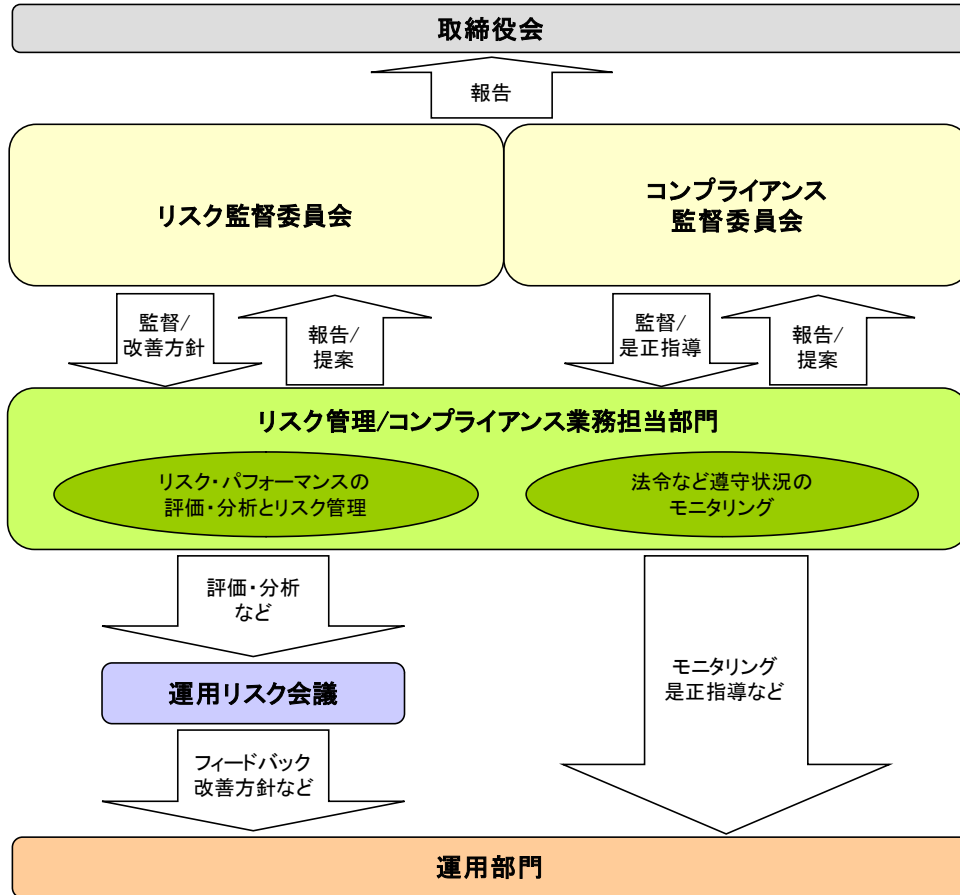 取締役会
報告
リスク監督委員会
コンプライアンス
監督委員会
監督/
改善方針
報告/
提案
監督/
是正指導
報告/
提案
リスク管理/コンプライアンス業務担当部門
リスク・パフォーマンスの
評価・分析とリスク管理
法令など遵守状況の
モニタリング
評価・分析
など
運用リスク会議
フィードバック
改善方針など
モニタリング
是正指導など
運用部門